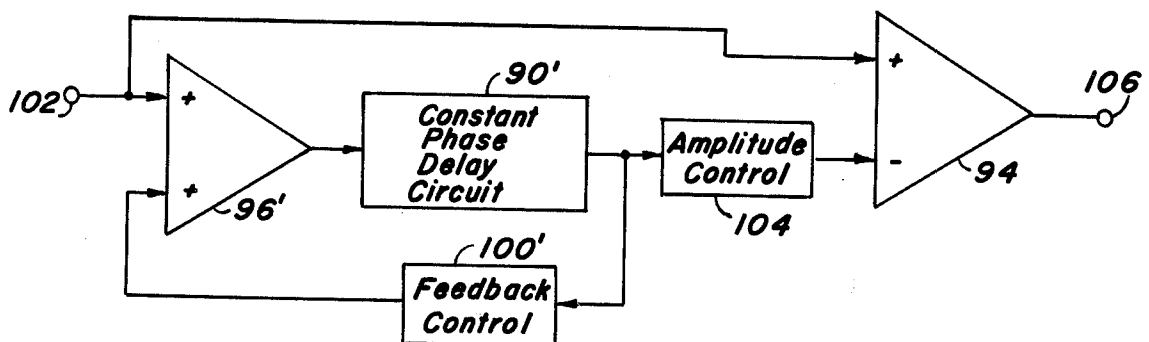 90'
102
+
+
96'
Constant
Phase
Delay
Circuit
Amplitude
Control
104
+
-
94
106
100'
Feedback
Control